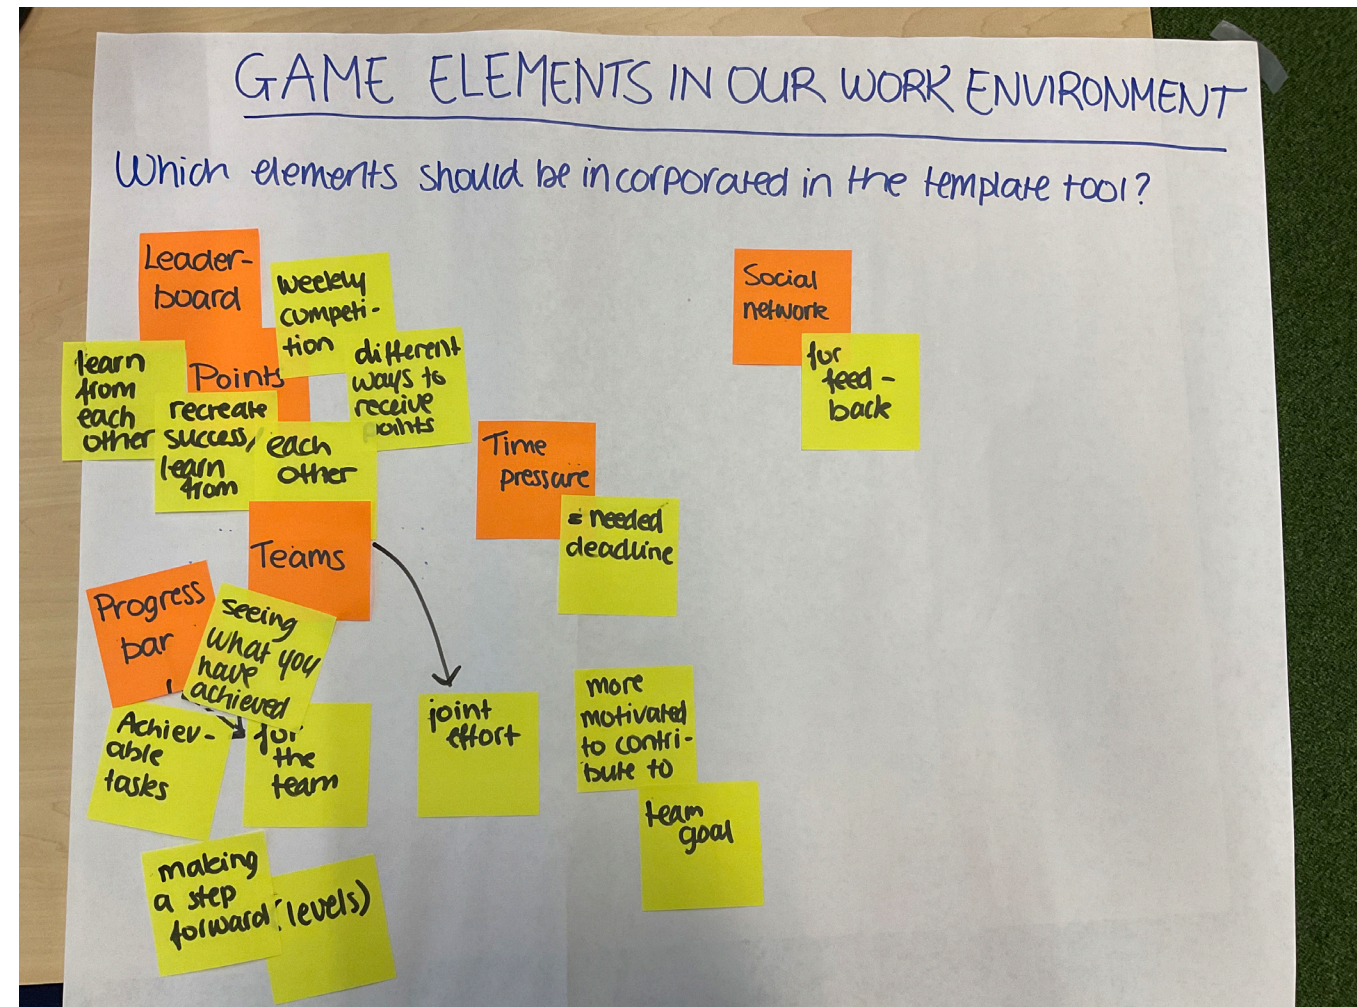 GAME ELEMENTS IN OUR WORK ENVIRONMENT
Which elements should be incorporated in the template tool?
Leader-
board
Points
weekly
competi-
tion
different
ways to
receive
points
learn
from
each
other
recreate
success,
learn
from
each
other
Teams
joint
effort
Progress
bar
seeing
what you
have
achieved
Achiev-
able
tasks
for
the
team
making
a step
forward
(levels)
Time
pressure
= needed
deadline
more
motivated
to contri-
bute to
team
goal
Social
network
for
feed-
back